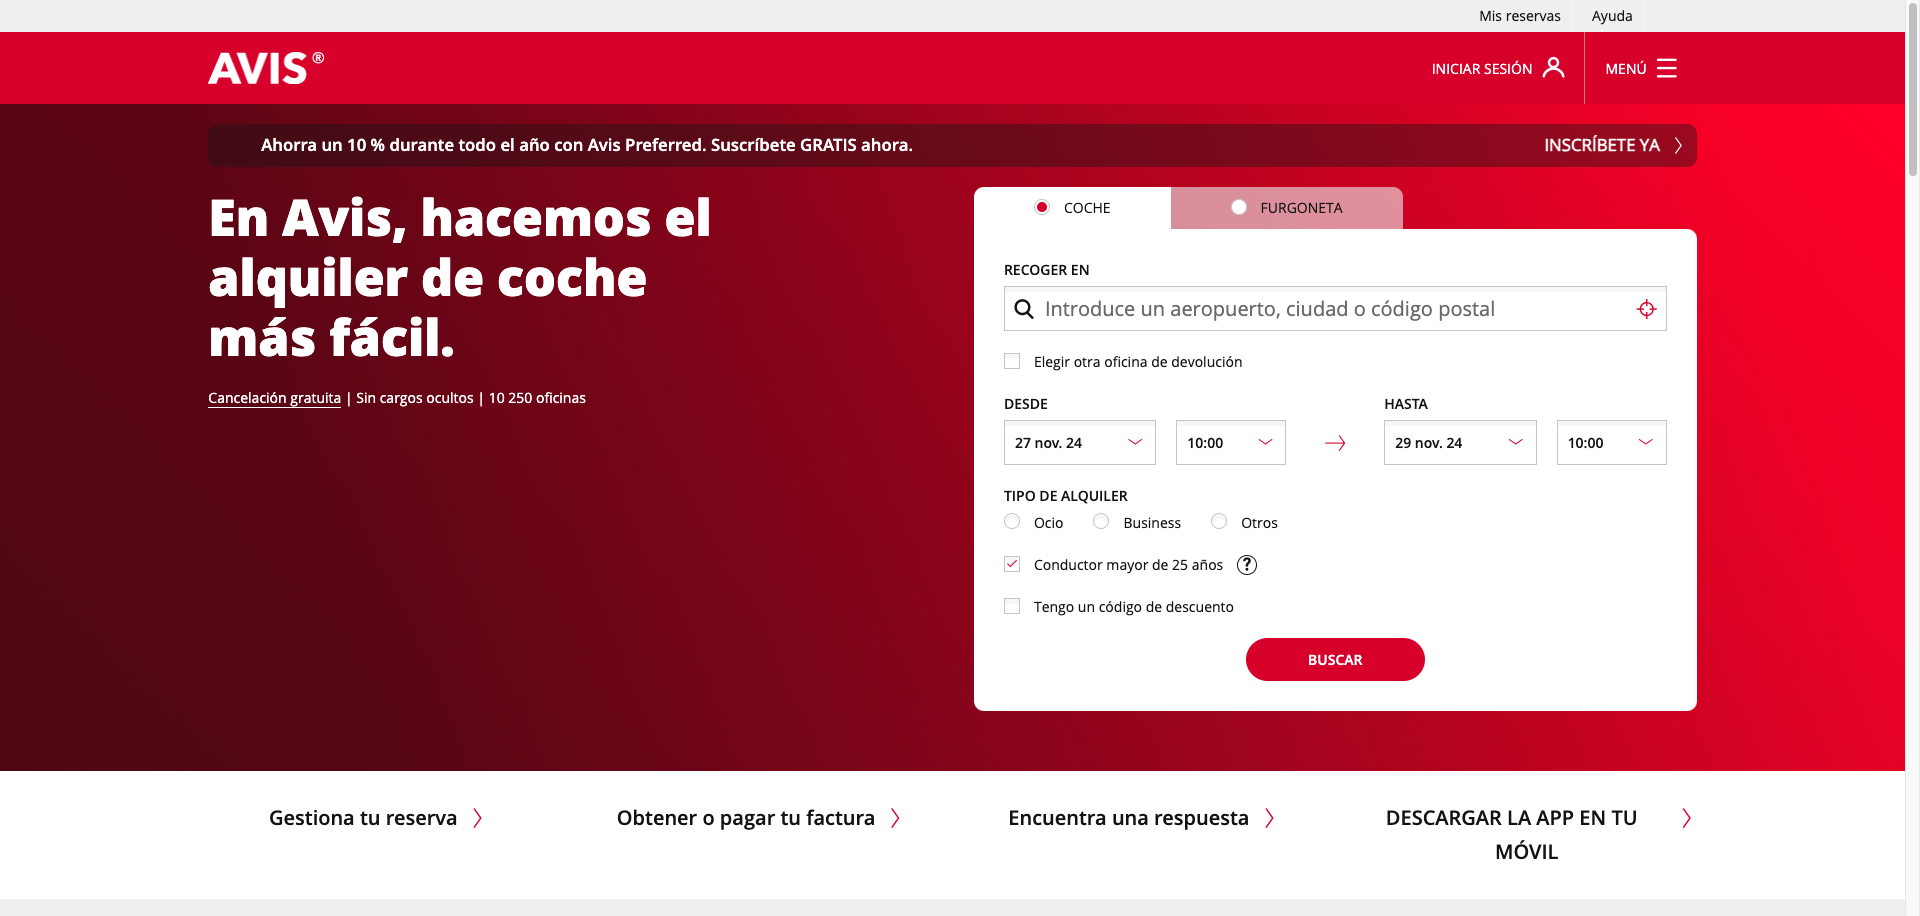 Mis reservas
Ayuda
AVIS®
INICIAR SESIÓN
MENÚ
Ahorra un 10 % durante todo el año con Avis Preferred. Suscríbete GRATIS ahora.
INSCRÍBETE YA
En Avis, hacemos el
alquiler de coche
más fácil.
Cancelación gratuita | Sin cargos ocultos | 10 250 oficinas
COCHE
FURGONETA
RECOGER EN
Introduce un aeropuerto, ciudad o código postal
Elegir otra oficina de devolución
DESDE
HASTA
27 nov. 24
10:00
29 nov. 24
10:00
TIPO DE ALQUILER
Ocio
Business
Otros
Conductor mayor de 25 años ?
Tengo un código de descuento
BUSCAR
Gestiona tu reserva
Obtener o pagar tu factura
Encuentra una respuesta
DESCARGAR LA APP EN TU
MÓVIL